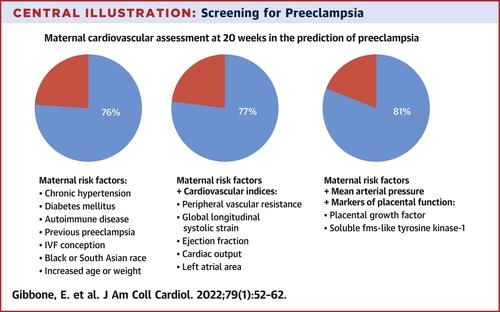 CENTRAL ILLUSTRATION: Screening for Preeclampsia
Maternal cardiovascular assessment at 20 weeks in the prediction of preeclampsia
76%
77%
81%
Maternal risk factors:
• Chronic hypertension
• Diabetes mellitus
• Autoimmune disease
• Previous preeclampsia
• IVF conception
• Black or South Asian race
• Increased age or weight
Maternal risk factors
+ Cardiovascular indices:
• Peripheral vascular resistance
• Global longitudinal
systolic strain
• Ejection fraction
• Cardiac output
• Left atrial area
Maternal risk factors
+ Mean arterial pressure
+ Markers of placental function:
• Placental growth factor
• Soluble fms-like tyrosine kinase-1
Gibbone, E. et al. J Am Coll Cardiol. 2022;79(1):52–62.